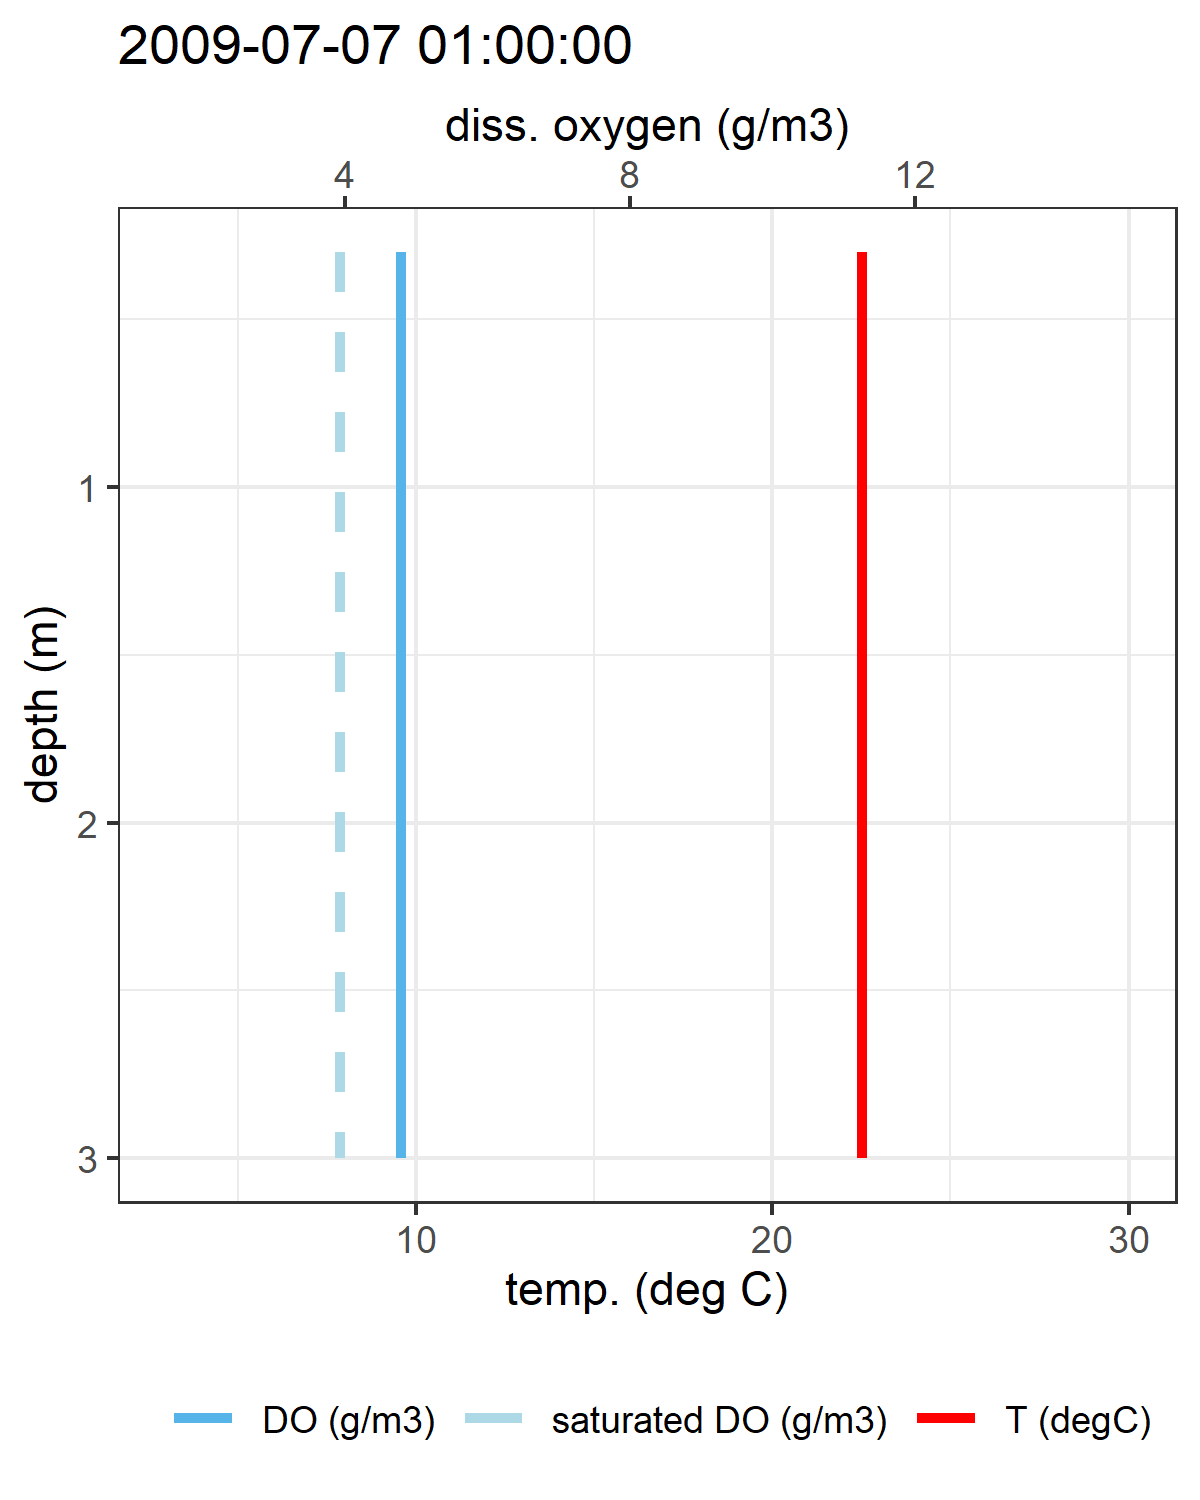 2009-07-07 01:00:00
diss. oxygen (g/m3)
4 8 12
1
2
3
depth (m)
10 20 30
temp. (deg C)
DO (g/m3) saturated DO (g/m3) T (degC)